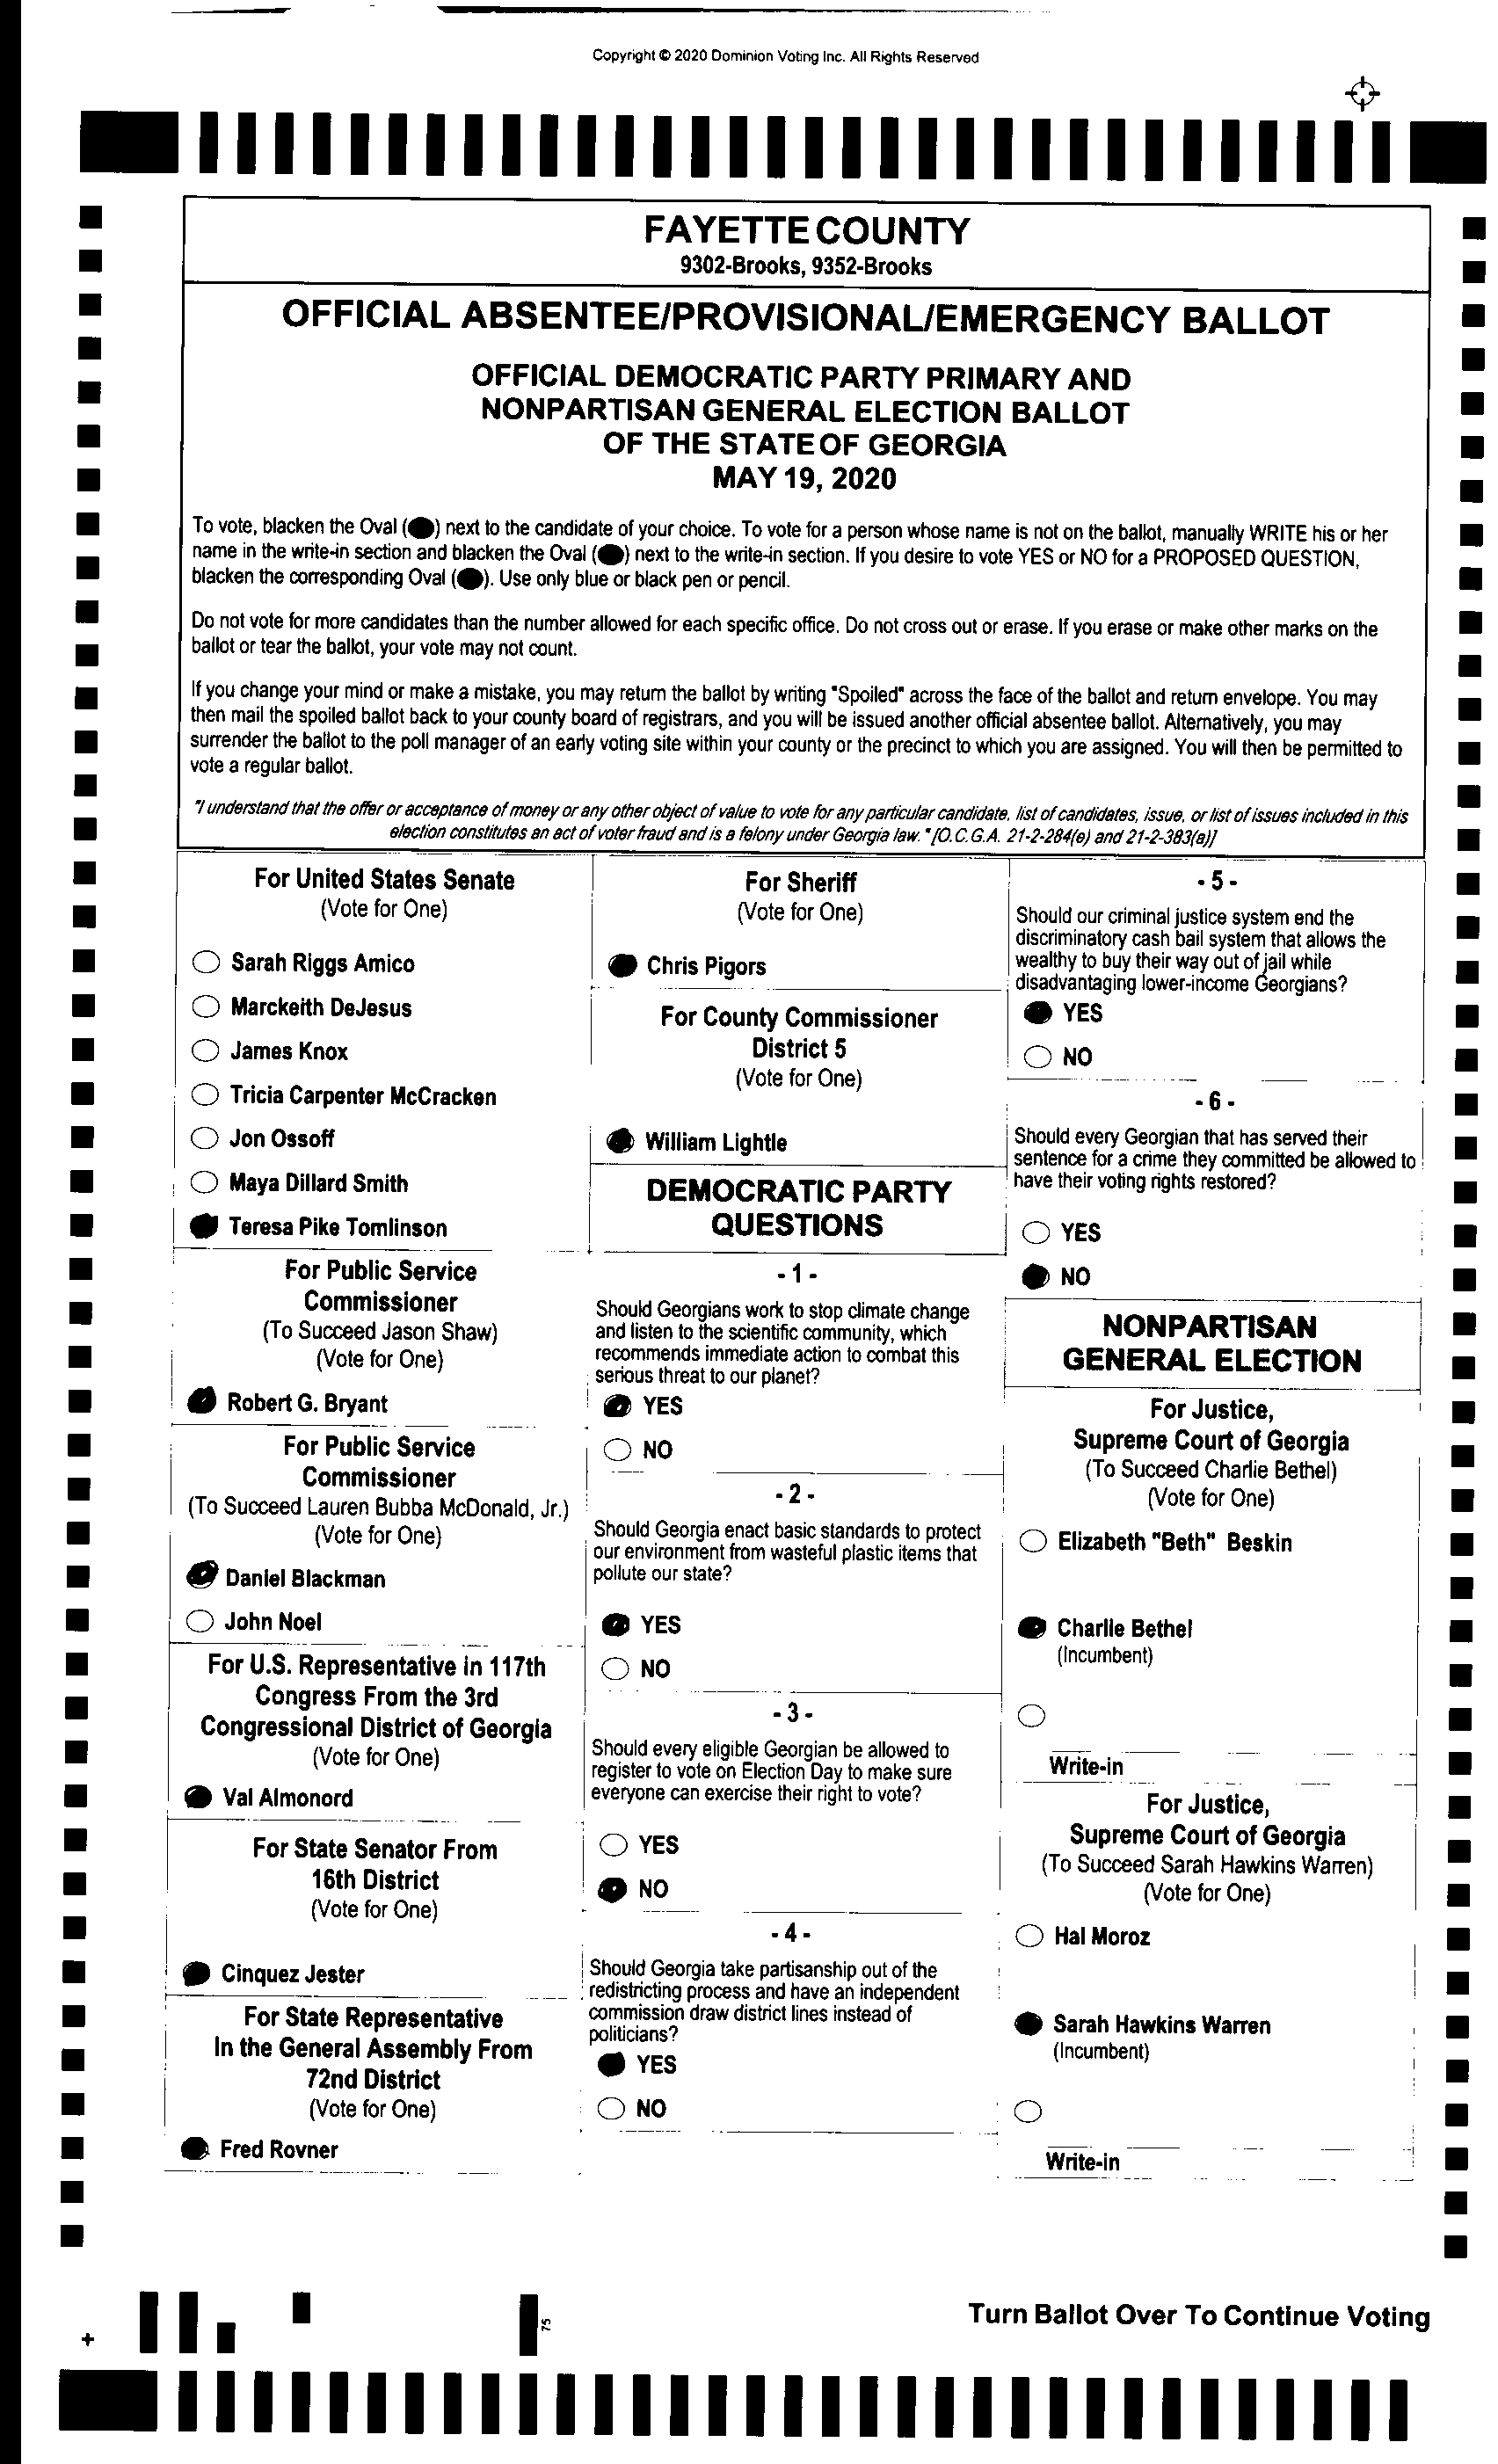 Copyright © 2020 Dominion Voting Inc. All Rights Reserved
FAYETTE COUNTY
9302-Brooks, 9352-Brooks
OFFICIAL ABSENTEE/PROVISIONAL/EMERGENCY BALLOT
OFFICIAL DEMOCRATIC PARTY PRIMARY AND
NONPARTISAN GENERAL ELECTION BALLOT
OF THE STATE OF GEORGIA
MAY 19, 2020
To vote, blacken the Oval ( ) next to the candidate of your choice. To vote for a person whose name is not on the ballot, manually WRITE his or her
name in the write-in section and blacken the Oval ( ) next to the write-in section. If you desire to vote YES or NO for a PROPOSED QUESTION,
blacken the corresponding Oval ( ). Use only blue or black pen or pencil.
Do not vote for more candidates than the number allowed for each specific office. Do not cross out or erase. If you erase or make other marks on the
ballot or tear the ballot, your vote may not count.
If you change your mind or make a mistake, you may return the ballot by writing "Spoiled" across the face of the ballot and return envelope. You may
then mail the spoiled ballot back to your county board of registrars, and you will be issued another official absentee ballot. Alternatively, you may
surrender the ballot to the poll manager of an early voting site within your county or the precinct to which you are assigned. You will then be permitted to
vote a regular ballot.
"I understand that the offer or acceptance of money or any other object of value to vote for any particular candidate, list of candidates, issue, or list of issues included in this
election constitutes an act of voter fraud and is a felony under Georgia law. "[O.C.G.A. 21-2-284(e) and 21-2-383(a)]
For United States Senate
(Vote for One)
Sarah Riggs Amico
Marckeith DeJesus
James Knox
Tricia Carpenter McCracken
Jon Ossoff
Maya Dillard Smith
Teresa Pike Tomlinson
For Public Service
Commissioner
(To Succeed Jason Shaw)
(Vote for One)
Robert G. Bryant
For Public Service
Commissioner
(To Succeed Lauren Bubba McDonald, Jr.)
(Vote for One)
Daniel Blackman
John Noel
For U.S. Representative in 117th
Congress From the 3rd
Congressional District of Georgia
(Vote for One)
Val Almonord
For State Senator From
16th District
(Vote for One)
Cinquez Jester
For State Representative
In the General Assembly From
72nd District
(Vote for One)
Fred Rovner
For Sheriff
(Vote for One)
Chris Pigors
For County Commissioner
District 5
(Vote for One)
William Lightle
DEMOCRATIC PARTY
QUESTIONS
- 1 -
Should Georgians work to stop climate change
and listen to the scientific community, which
recommends immediate action to combat this
serious threat to our planet?
YES
NO
- 2 -
Should Georgia enact basic standards to protect
our environment from wasteful plastic items that
pollute our state?
YES
NO
- 3 -
Should every eligible Georgian be allowed to
register to vote on Election Day to make sure
everyone can exercise their right to vote?
YES
NO
- 4 -
Should Georgia take partisanship out of the
redistricting process and have an independent
commission draw district lines instead of
politicians?
YES
NO
- 5 -
Should our criminal justice system end the
discriminatory cash bail system that allows the
wealthy to buy their way out of jail while
disadvantaging lower-income Georgians?
YES
NO
- 6 -
Should every Georgian that has served their
sentence for a crime they committed be allowed to
have their voting rights restored?
YES
NO
NONPARTISAN
GENERAL ELECTION
For Justice,
Supreme Court of Georgia
(To Succeed Charlie Bethel)
(Vote for One)
Elizabeth "Beth" Beskin
Charlie Bethel
(Incumbent)
Write-in
For Justice,
Supreme Court of Georgia
(To Succeed Sarah Hawkins Warren)
(Vote for One)
Hal Moroz
Sarah Hawkins Warren
(Incumbent)
Write-in
75
Turn Ballot Over To Continue Voting